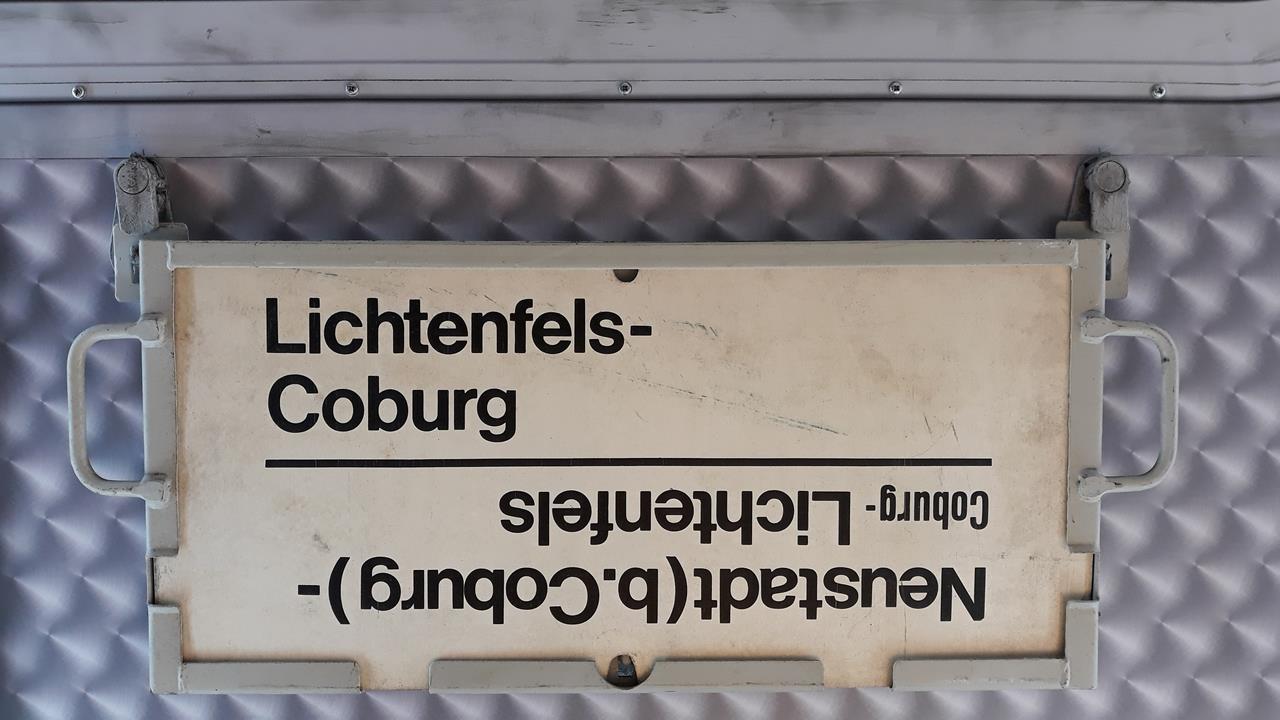 Lichtenfels-
Coburg
Neustadt(b.Coburg)-
Coburg - Lichtenfels